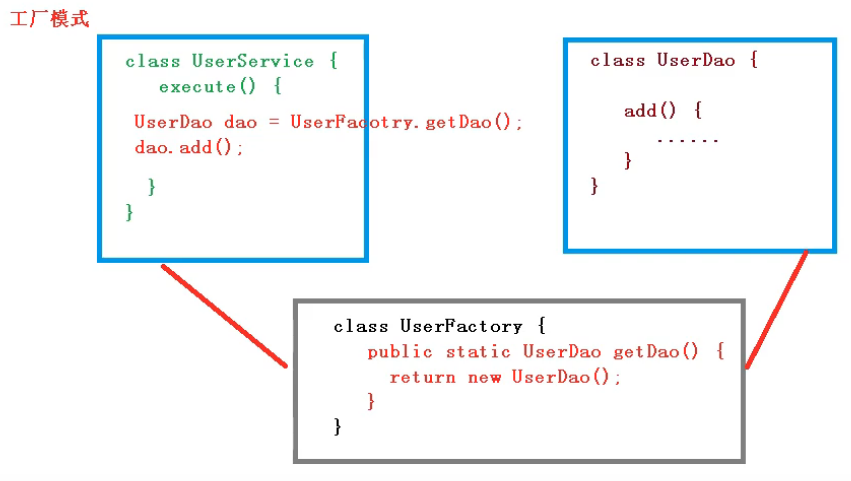 工厂模式
class UserService {
execute() {
UserDao dao = UserFacotry.getDao();
dao.add();
}
}
class UserDao {
add() {
......
}
}
class UserFactory {
public static UserDao getDao() {
return new UserDao();
}
}